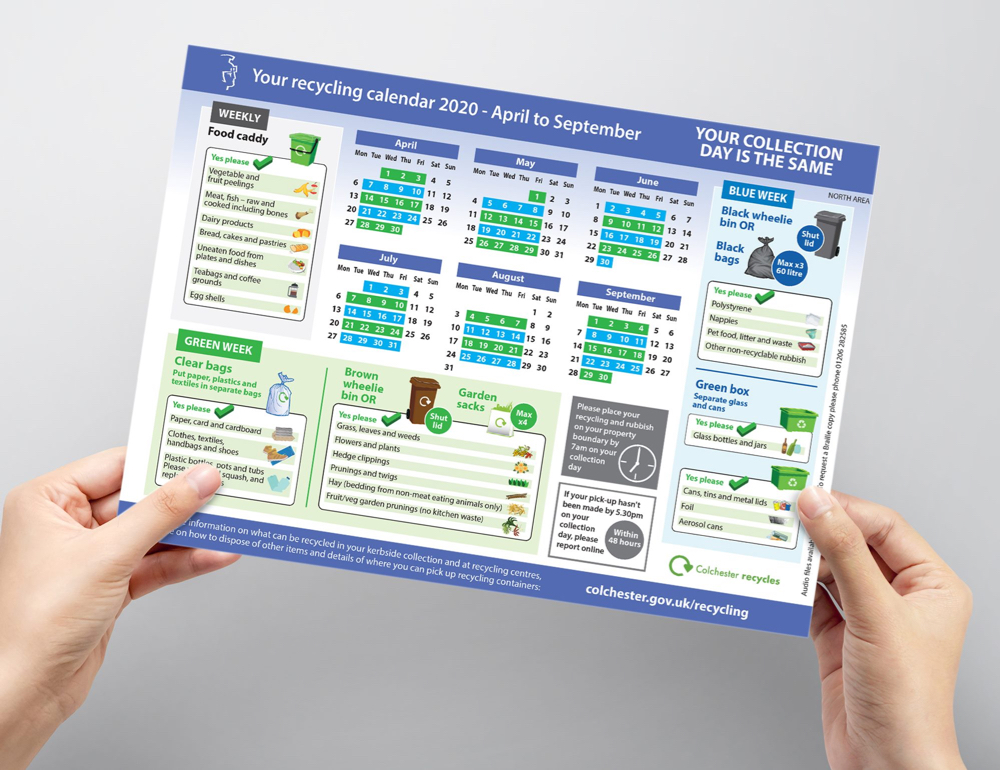 Your recycling calendar 2020 - April to September
YOUR COLLECTION
DAY IS THE SAME
NORTH AREA
WEEKLY
Food caddy
Yes please
Vegetable and
fruit peelings
Meat, fish – raw and
cooked including bones
Dairy products
Bread, cakes and pastries
Uneaten food from
plates and dishes
Teabags and coffee
grounds
Egg shells
April
Mon Tue Wed Thu Fri Sat Sun
1 2 3 4 5
6 7 8 9 10 11 12
13 14 15 16 17 18 19
20 21 22 23 24 25 26
27 28 29 30
May
Mon Tue Wed Thu Fri Sat Sun
1 2 3
4 5 6 7 8 9 10
11 12 13 14 15 16 17
18 19 20 21 22 23 24
25 26 27 28 29 30 31
June
Mon Tue Wed Thu Fri Sat Sun
1 2 3 4 5 6 7
8 9 10 11 12 13 14
15 16 17 18 19 20 21
22 23 24 25 26 27 28
29 30
July
Mon Tue Wed Thu Fri Sat Sun
1 2 3 4 5
6 7 8 9 10 11 12
13 14 15 16 17 18 19
20 21 22 23 24 25 26
27 28 29 30 31
August
Mon Tue Wed Thu Fri Sat Sun
1 2
3 4 5 6 7 8 9
10 11 12 13 14 15 16
17 18 19 20 21 22 23
24 25 26 27 28 29 30
31
September
Mon Tue Wed Thu Fri Sat Sun
1 2 3 4 5 6
7 8 9 10 11 12 13
14 15 16 17 18 19 20
21 22 23 24 25 26 27
28 29 30
BLUE WEEK
Black wheelie
bin OR
Shut
lid
Black
bags
Max x3
60 litre
Yes please
Polystyrene
Nappies
Pet food, litter and waste
Other non-recyclable rubbish
Green box
Separate glass
and cans
Yes please
Glass bottles and jars
Yes please
Cans, tins and metal lids
Foil
Aerosol cans
GREEN WEEK
Clear bags
Put paper, plastics and
textiles in separate bags
Yes please
Paper, card and cardboard
Clothes, textiles,
handbags and shoes
Plastic bottles, pots and tubs
Please squash, and
Brown
wheelie
bin OR
Shut
lid
Garden
sacks
Max
x4
Yes please
Grass, leaves and weeds
Flowers and plants
Hedge clippings
Prunings and twigs
Hay (bedding from non-meat eating animals only)
Fruit/veg garden prunings (no kitchen waste)
Please place your
recycling and rubbish
on your property
boundary by
7am on your
collection
day
If your pick-up hasn't
been made by 5.30pm
on your
collection
day, please
report online
Within
48 hours
Colchester recycles
information on what can be recycled in your kerbside collection and at recycling centres,
on how to dispose of other items and details of where you can pick up recycling containers:
colchester.gov.uk/recycling
Audio files request a Braille copy please phone 01206 282585